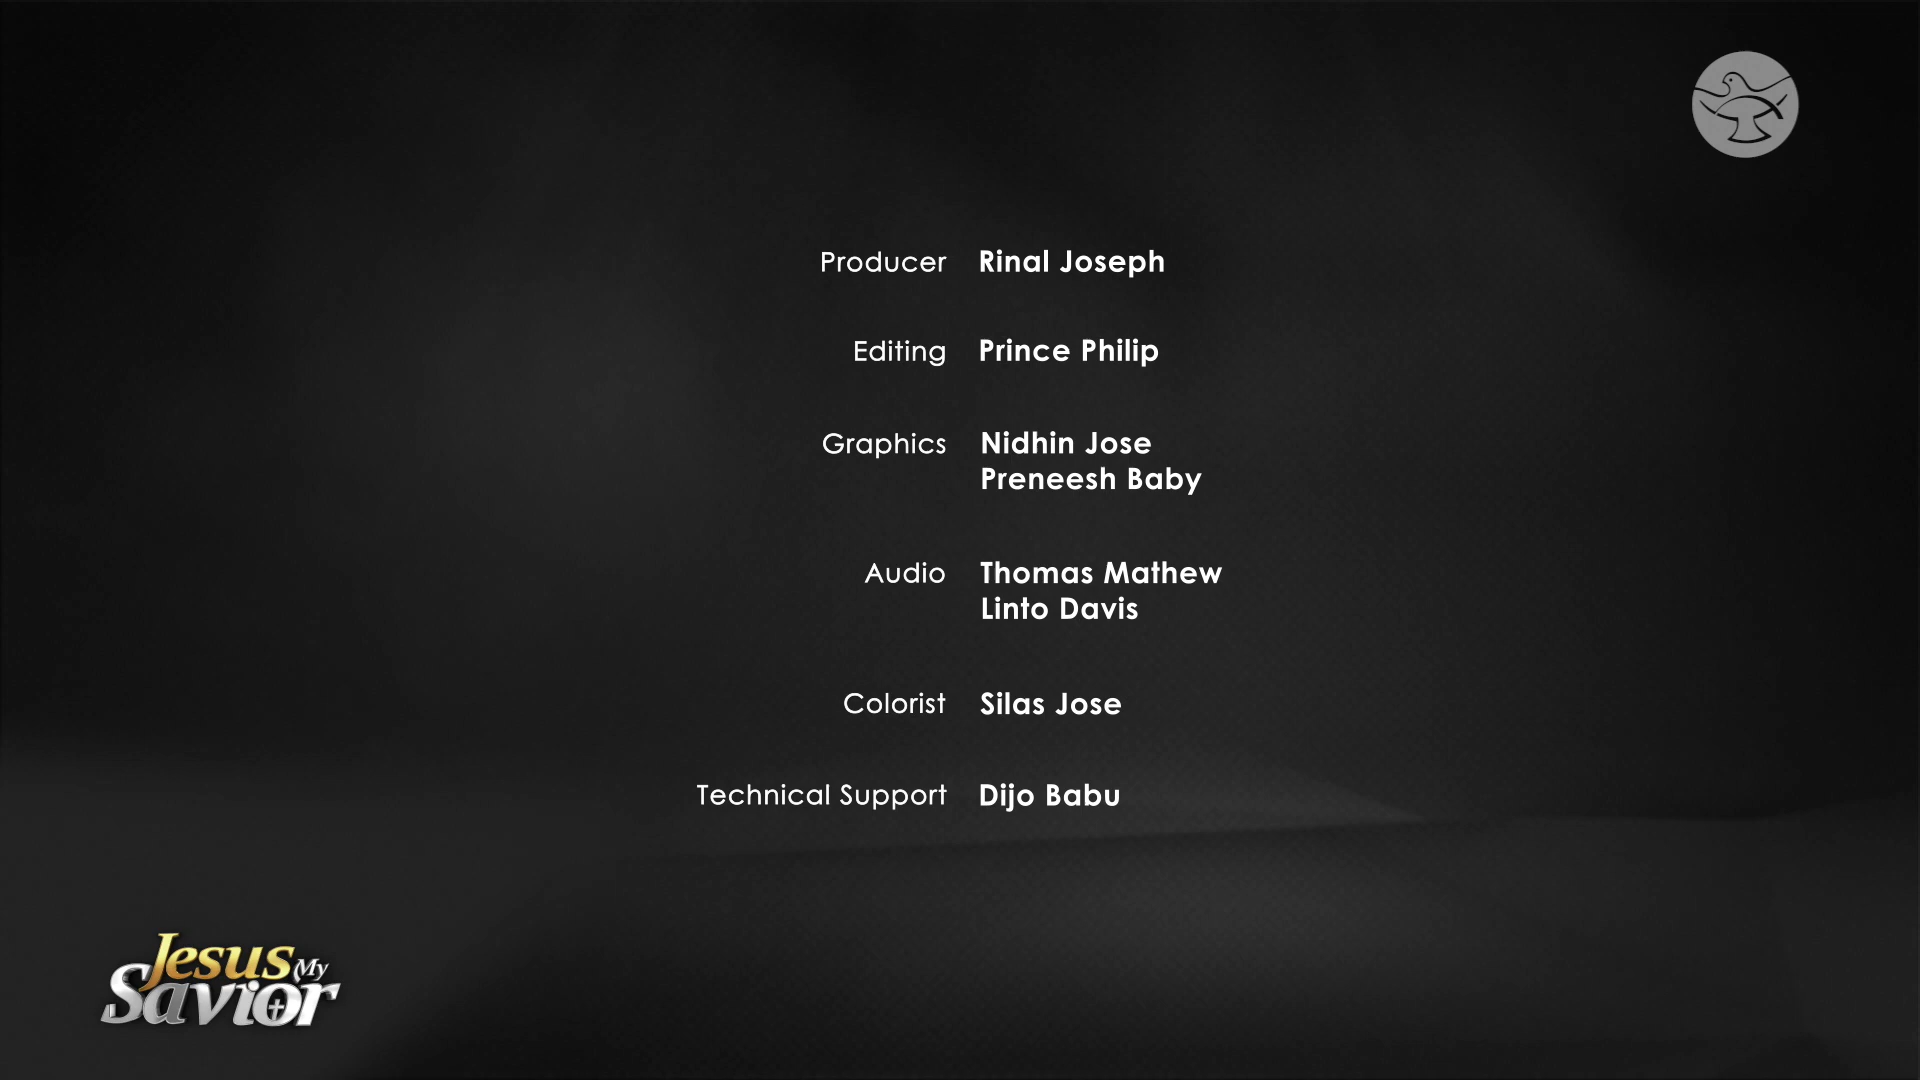 Producer Rinal Joseph
Editing Prince Philip
Graphics Nidhin Jose
Preneesh Baby
Audio Thomas Mathew
Linto Davis
Colorist Silas Jose
Technical Support Dijo Babu
Jesus My
Savior